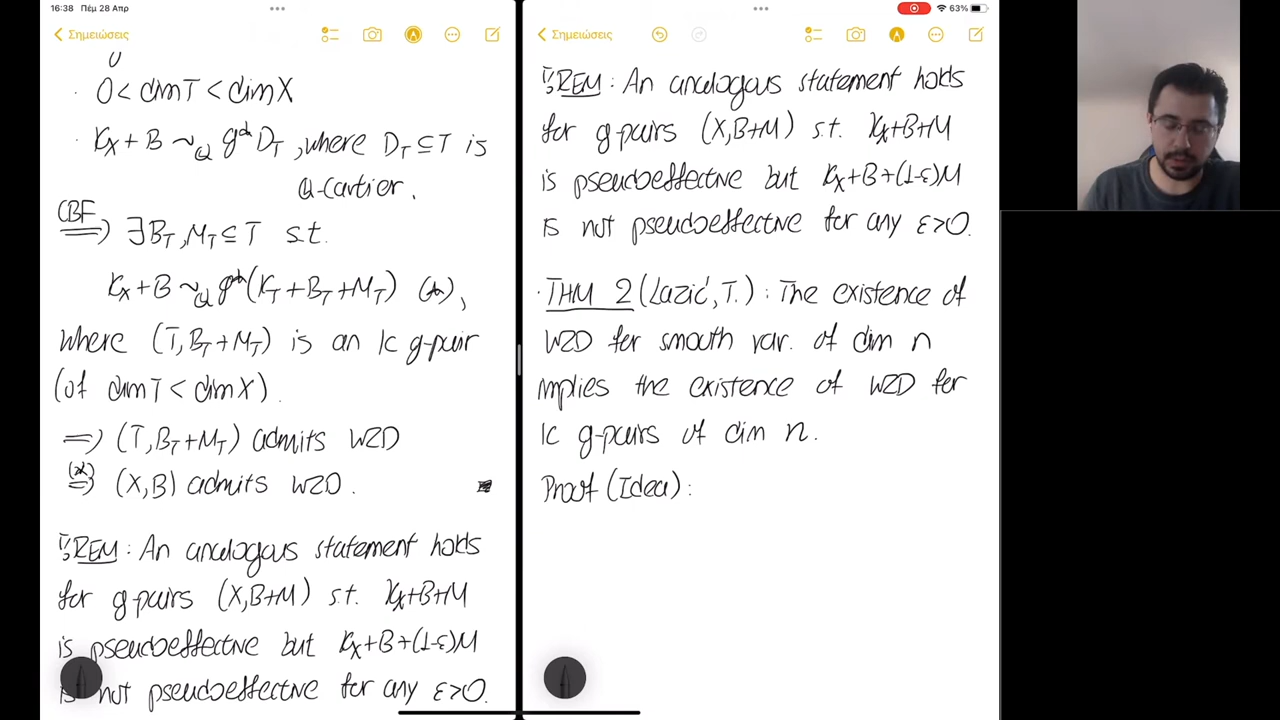 16:38 Πέμ 28 Απρ
63%
Σημειώσεις
0 < dim T < dim X
· K_X + B ~_Q g^* D_T, where D_T ⊆ T is
Q-Cartier.
CBF
⟹ ∃ B_T, M_T ⊆ T s.t.
K_X + B ~_Q g^*(K_T + B_T + M_T) (*),
where (T, B_T + M_T) is an lc g-pair
(of dim T < dim X).
⟹ (T, B_T + M_T) admits WZD
(*)
⟹ (X, B) admits WZD.
REM: An analogous statement holds
for g-pairs (X, B+M) s.t. K_X+B+M
is pseudoeffective but K_X+B+(1-ε)M
is not pseudoeffective for any ε>0.
Σημειώσεις
REM: An analogous statement holds
for g-pairs (X, B+M) s.t. K_X+B+M
is pseudoeffective but K_X+B+(1-ε)M
is not pseudoeffective for any ε>0.
· THM 2 (Lazić, T.): The existence of
WZD for smooth var. of dim n
implies the existence of WZD for
lc g-pairs of dim n.
Proof (Idea):